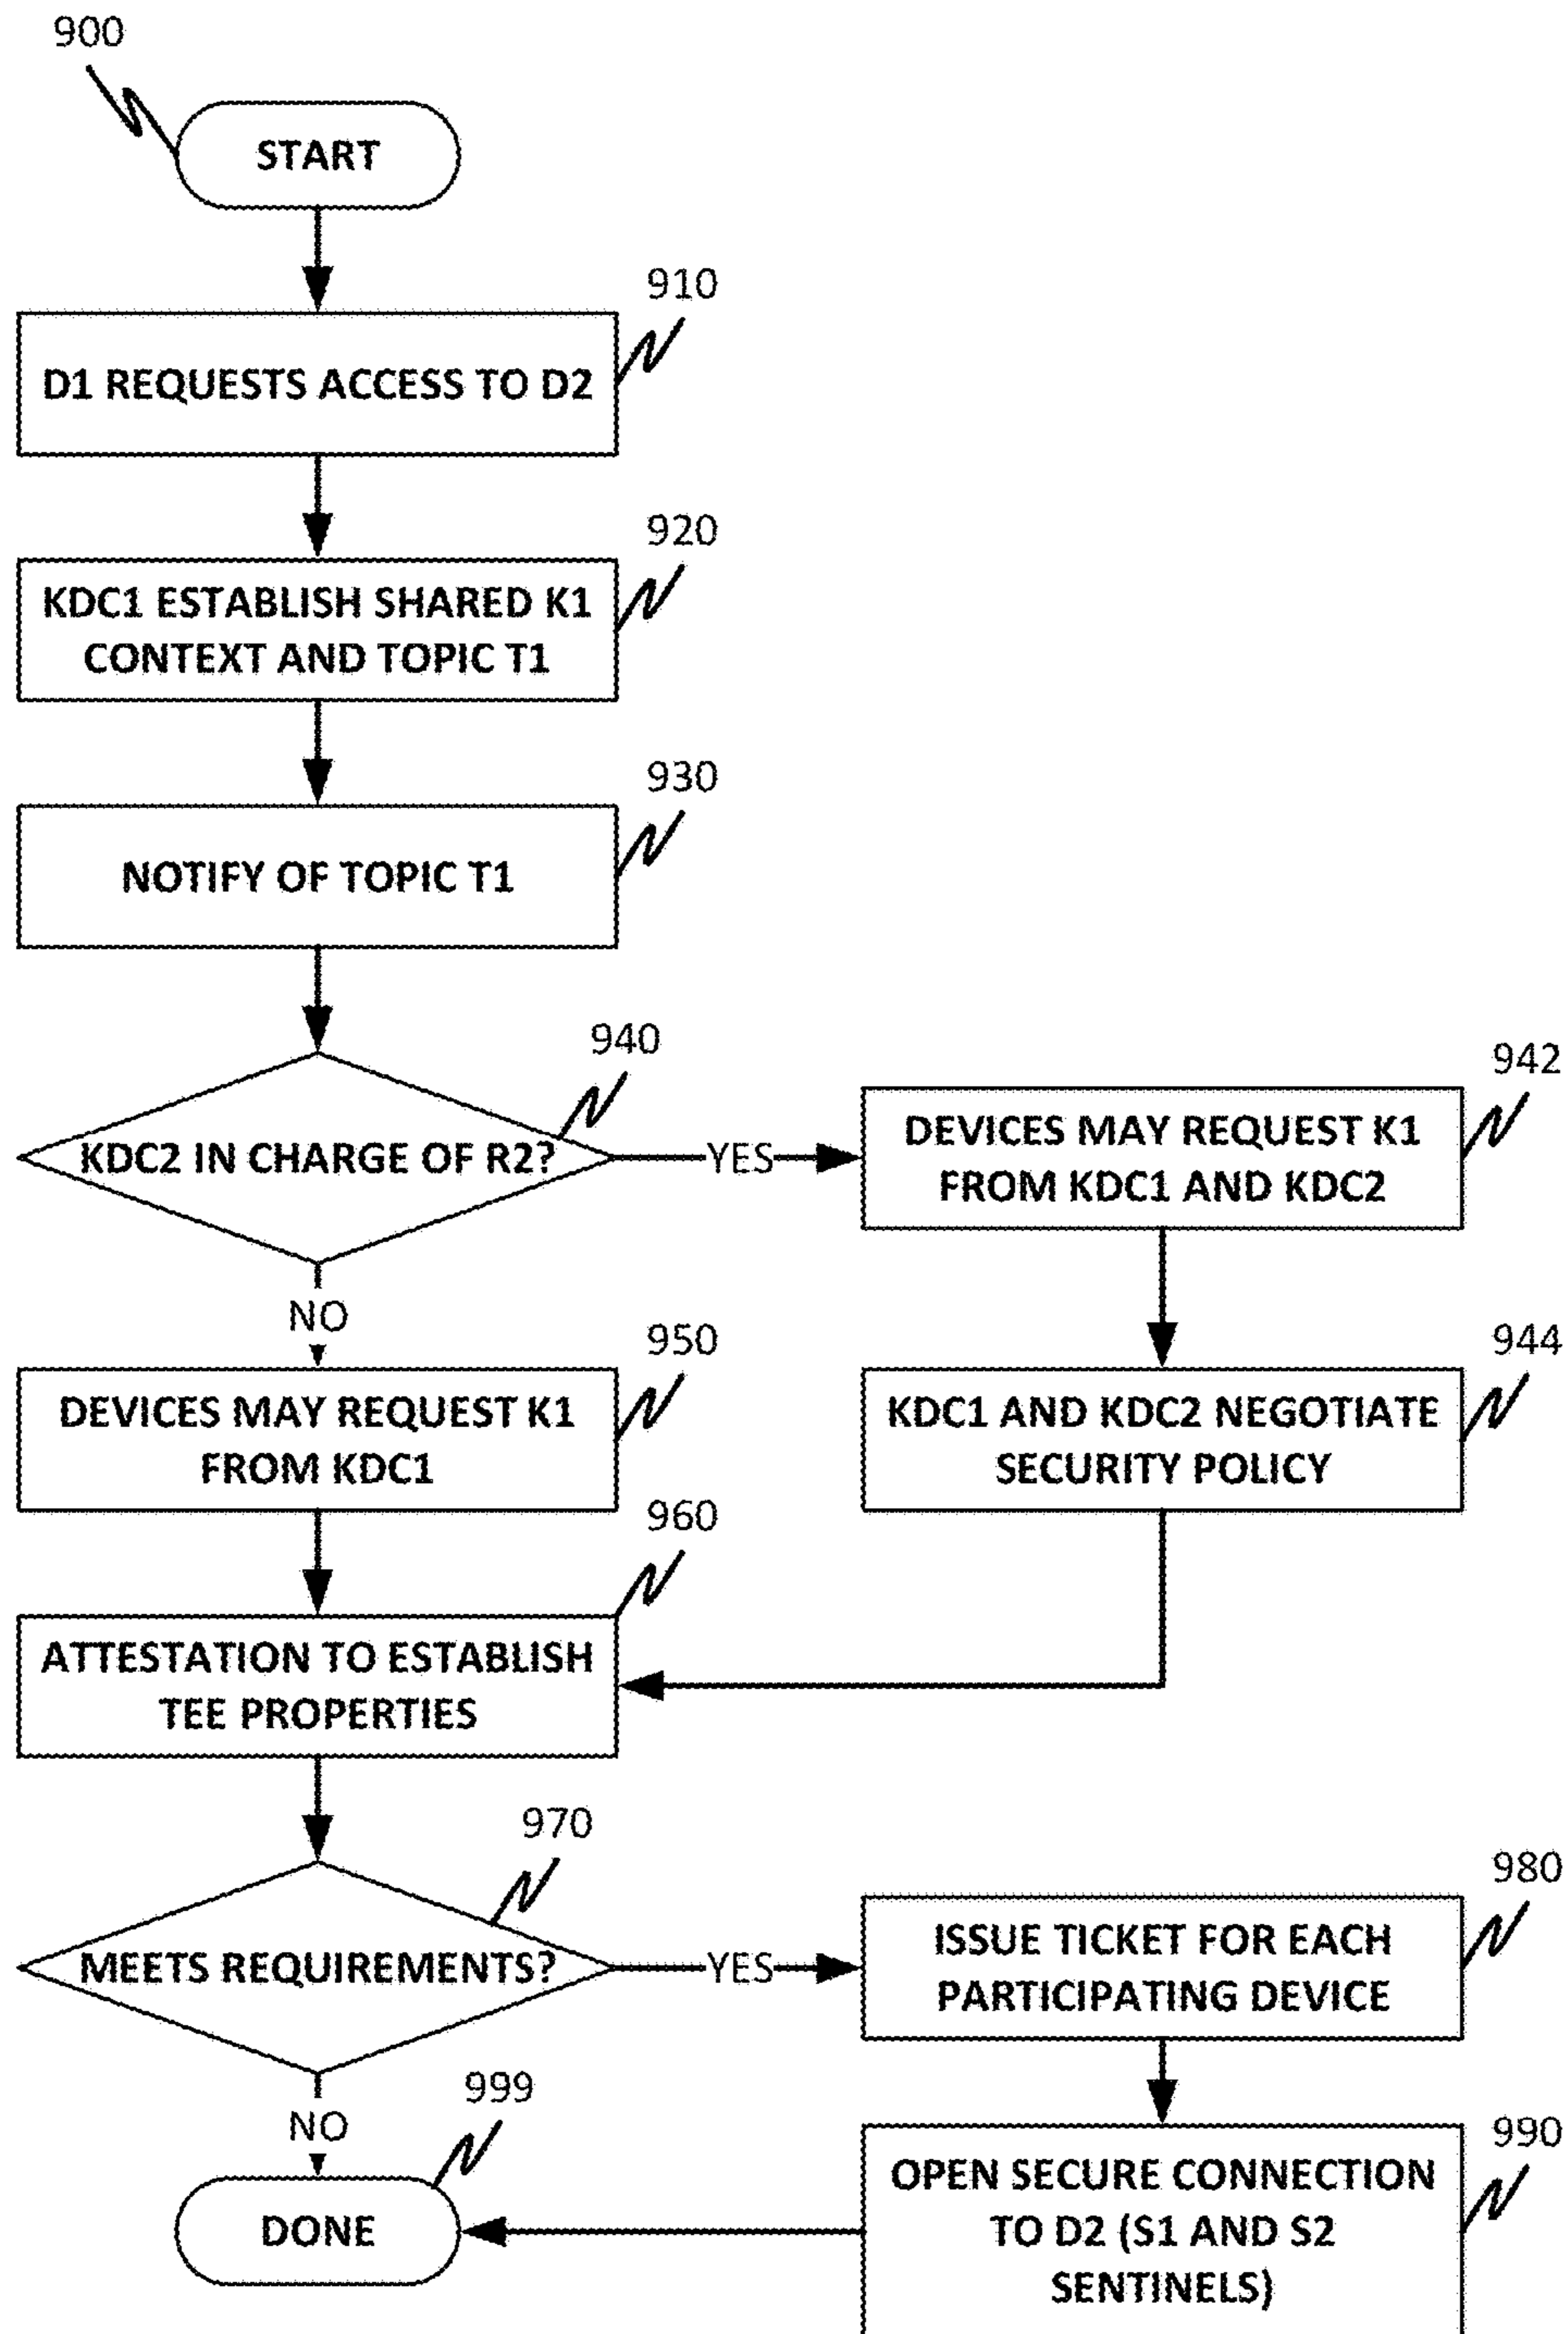 900
START
910
D1 REQUESTS ACCESS TO D2
920
KDC1 ESTABLISH SHARED K1
CONTEXT AND TOPIC T1
930
NOTIFY OF TOPIC T1
940
KDC2 IN CHARGE OF R2?
YES
942
DEVICES MAY REQUEST K1
FROM KDC1 AND KDC2
NO
944
KDC1 AND KDC2 NEGOTIATE
SECURITY POLICY
950
DEVICES MAY REQUEST K1
FROM KDC1
960
ATTESTATION TO ESTABLISH
TEE PROPERTIES
970
MEETS REQUIREMENTS?
YES
980
ISSUE TICKET FOR EACH
PARTICIPATING DEVICE
NO
990
OPEN SECURE CONNECTION
TO D2 (S1 AND S2
SENTINELS)
999
DONE